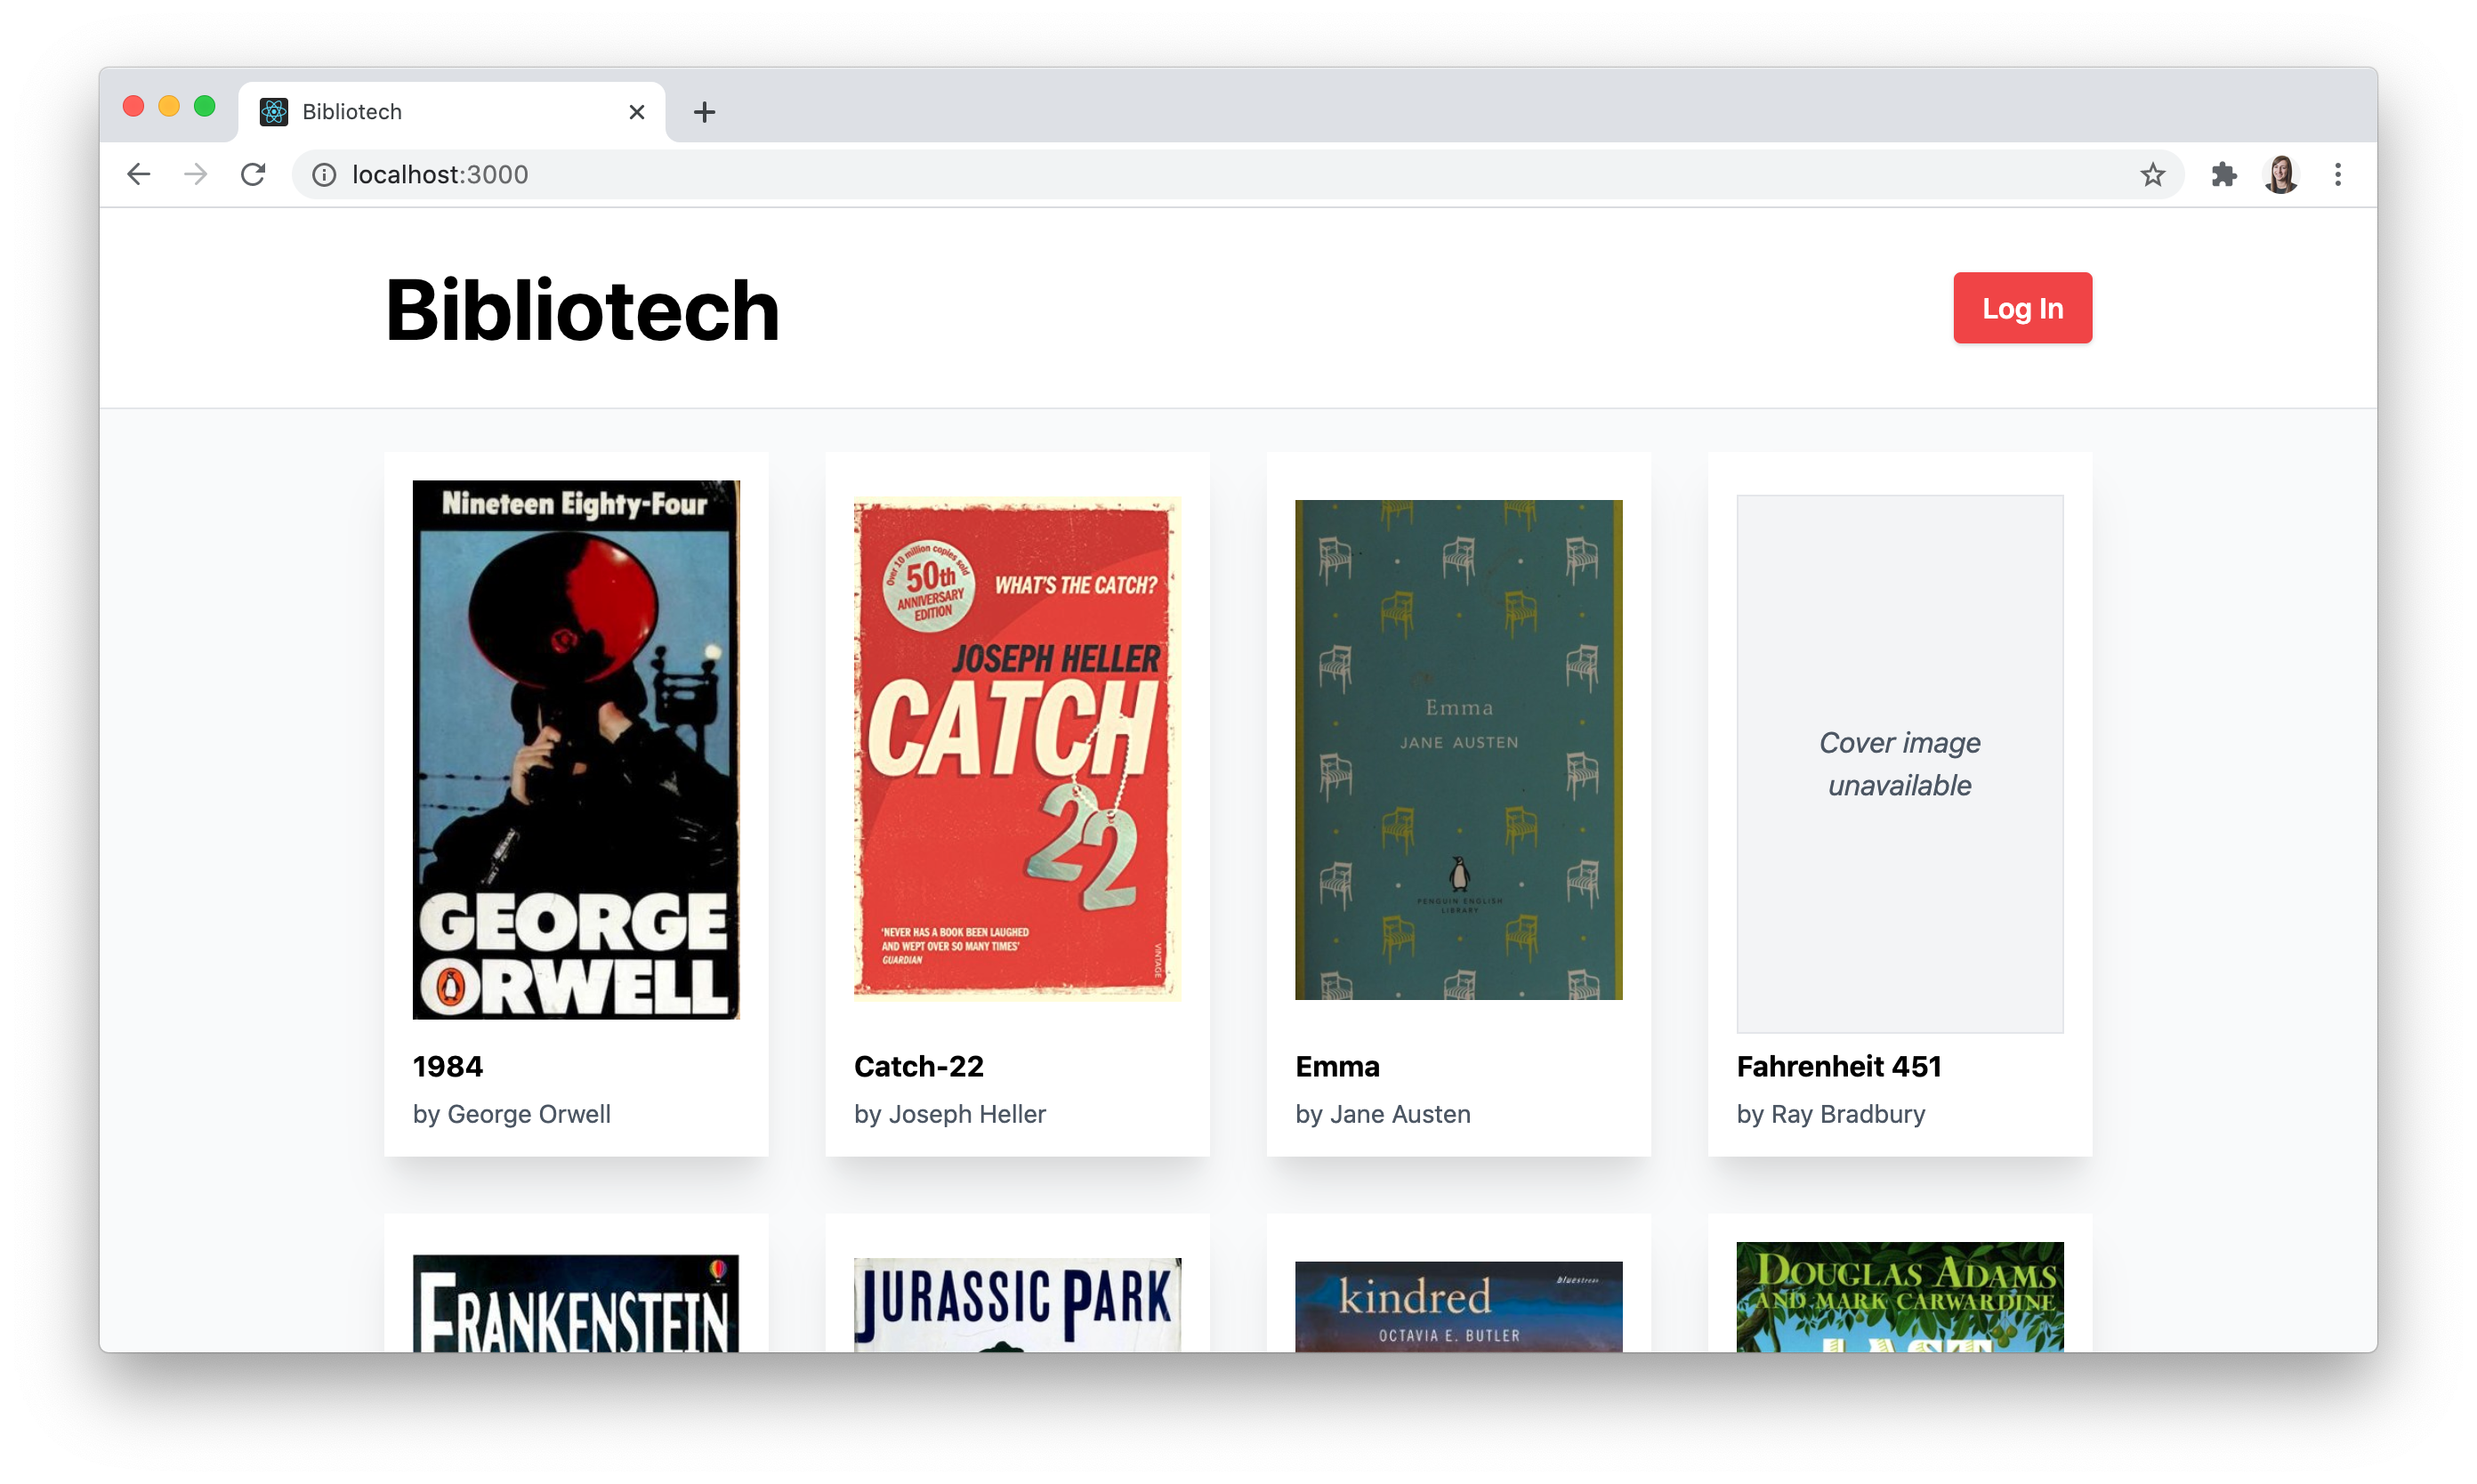 Bibliotech
localhost:3000
Bibliotech
Log In
Nineteen Eighty-Four
GEORGE
ORWELL
1984
by George Orwell
Over 10 million copies sold
50th
ANNIVERSARY
EDITION
WHAT'S THE CATCH?
JOSEPH HELLER
CATCH
22
'NEVER HAS A BOOK BEEN LAUGHED
AND WEPT OVER SO MANY TIMES'
GUARDIAN
VINTAGE
Catch-22
by Joseph Heller
Emma
JANE AUSTEN
PENGUIN ENGLISH
LIBRARY
Emma
by Jane Austen
Cover image
unavailable
Fahrenheit 451
by Ray Bradbury
FRANKENSTEIN
JURASSIC PARK
kindred
OCTAVIA E. BUTLER
DOUGLAS ADAMS
AND MARK CARWARDINE
LAST